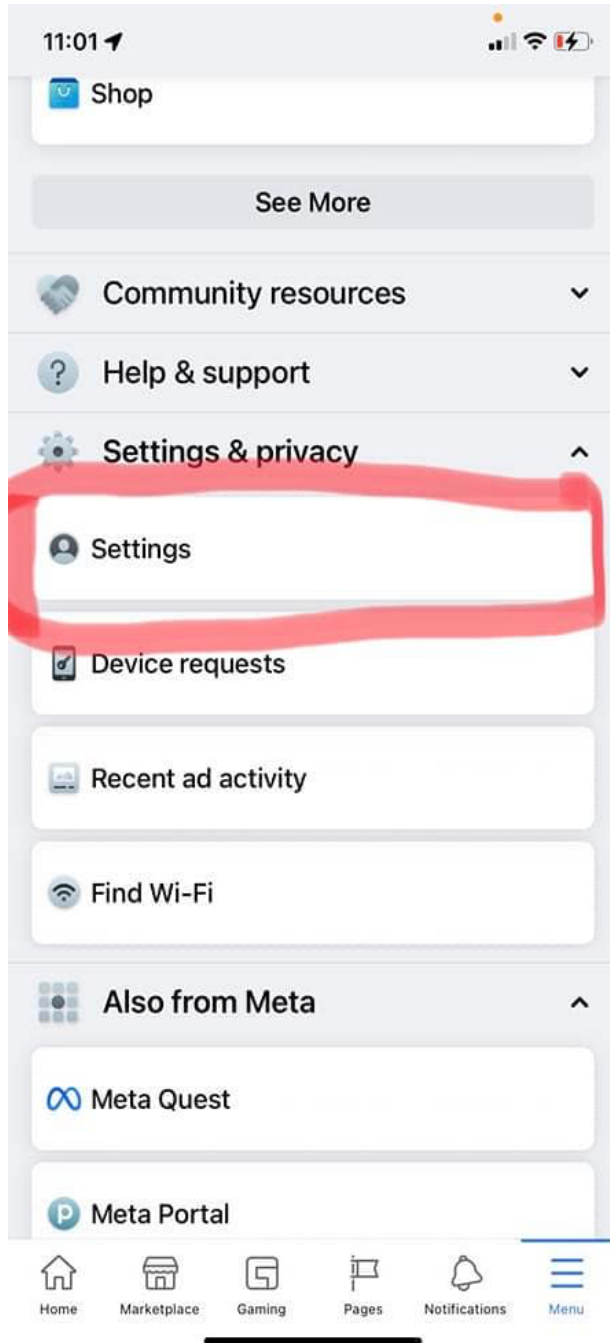 11:01
Shop
See More
Community resources
Help & support
Settings & privacy
Settings
Device requests
Recent ad activity
Find Wi-Fi
Also from Meta
Meta Quest
Meta Portal
Home Marketplace Gaming Pages Notifications Menu